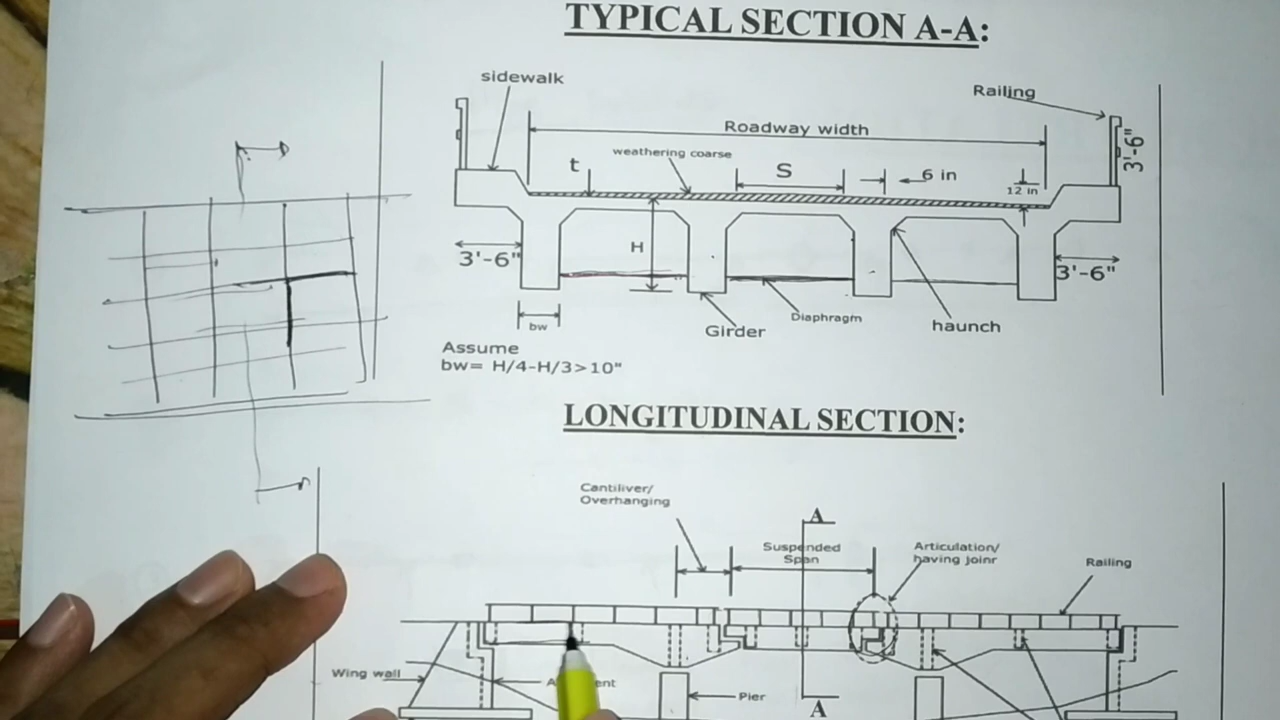 TYPICAL SECTION A-A:
sidewalk
Railing
Roadway width
weathering coarse
t
S
6 in
12 in
3'-6"
H
3'-6"
3'-6"
bw
Girder
Diaphragm
haunch
Assume
bw= H/4-H/3>10"
LONGITUDINAL SECTION:
Cantiliver/
Overhanging
A
Suspended
Span
Articulation/
having joinr
Railing
Wing wall
Pier
A